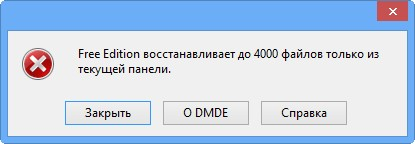 Free Edition восстанавливает до 4000 файлов только из
текущей панели.
Закрыть
О DMDE
Справка